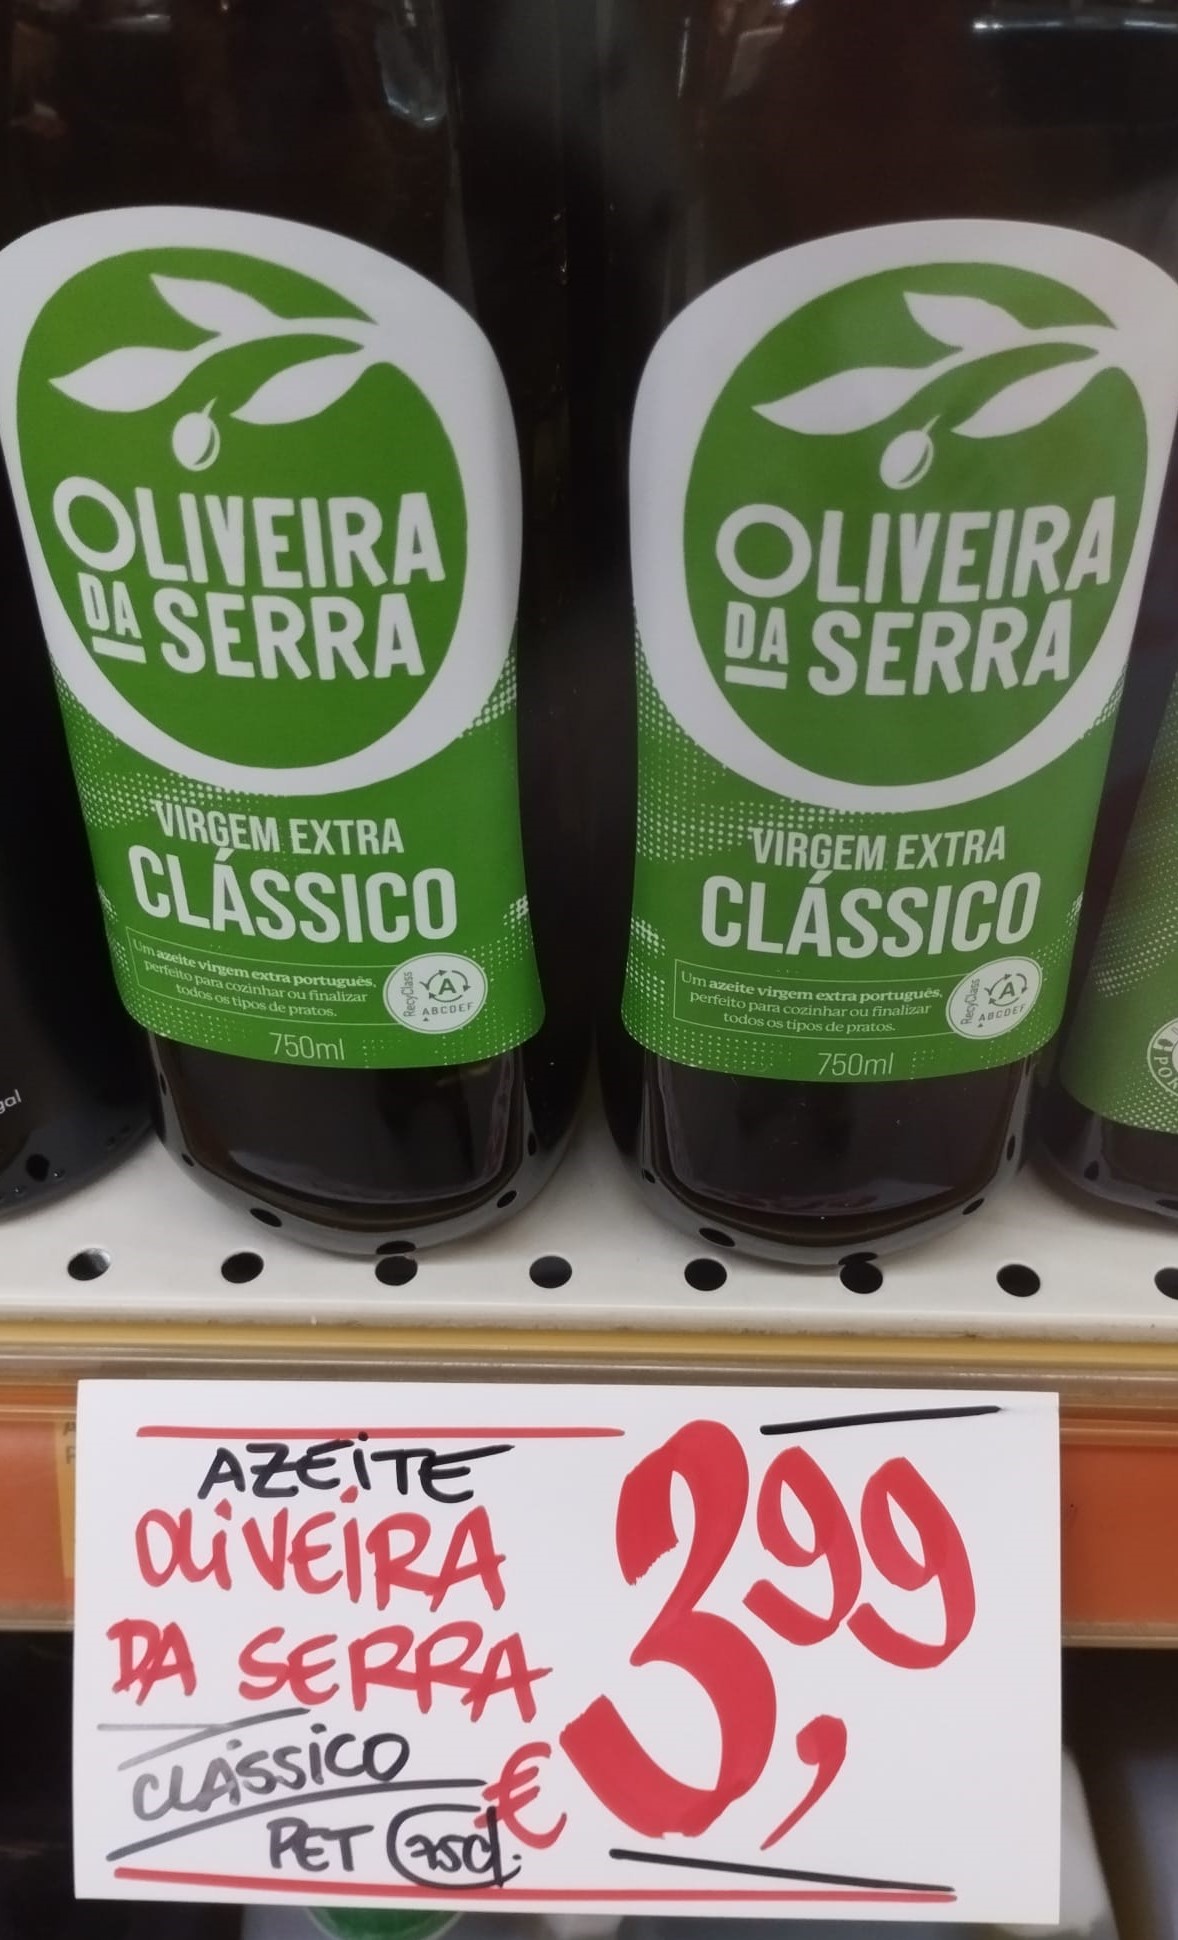 OLIVEIRA
DA SERRA
VIRGEM EXTRA
CLÁSSICO
Um azeite virgem extra português,
perfeito para cozinhar ou finalizar
todos os tipos de pratos.
RecyClass
A
ABCDEF
750ml
OLIVEIRA
DA SERRA
VIRGEM EXTRA
CLÁSSICO
Um azeite virgem extra português,
perfeito para cozinhar ou finalizar
todos os tipos de pratos.
RecyClass
A
ABCDEF
750ml
AZEITE
OLIVEIRA
DA SERRA
CLÁSSICO
PET 75cl.
€ 3,99